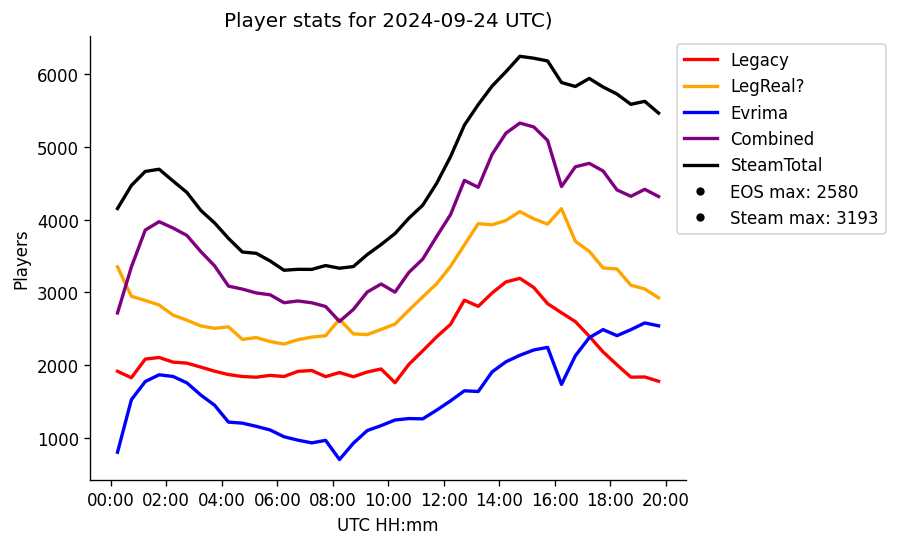 Player stats for 2024-09-24 UTC)
Legacy
LegReal?
Evrima
Combined
SteamTotal
EOS max: 2580
Steam max: 3193
Players
6000
5000
4000
3000
2000
1000
00:00 02:00 04:00 06:00 08:00 10:00 12:00 14:00 16:00 18:00 20:00
UTC HH:mm